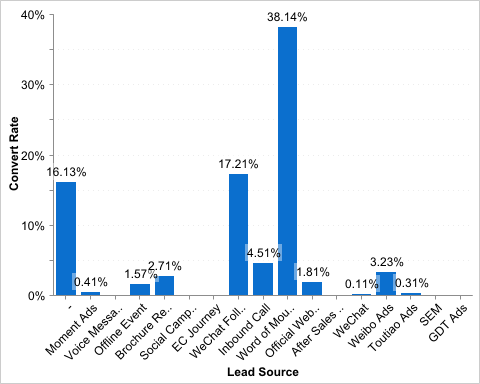 38.14%
40%
30%
20%
10%
0%
Convert Rate
16.13%
0.41%
1.57%
2.71%
17.21%
4.51%
1.81%
0.11%
3.23%
0.31%
-
Moment Ads
Voice Messa..
Offline Event
Brochure Re..
Social Camp..
EC Journey
WeChat Foll..
Inbound Call
Word of Mou..
Official Web..
After Sales ..
WeChat
Weibo Ads
Toutiao Ads
SEM
GDT Ads
Lead Source